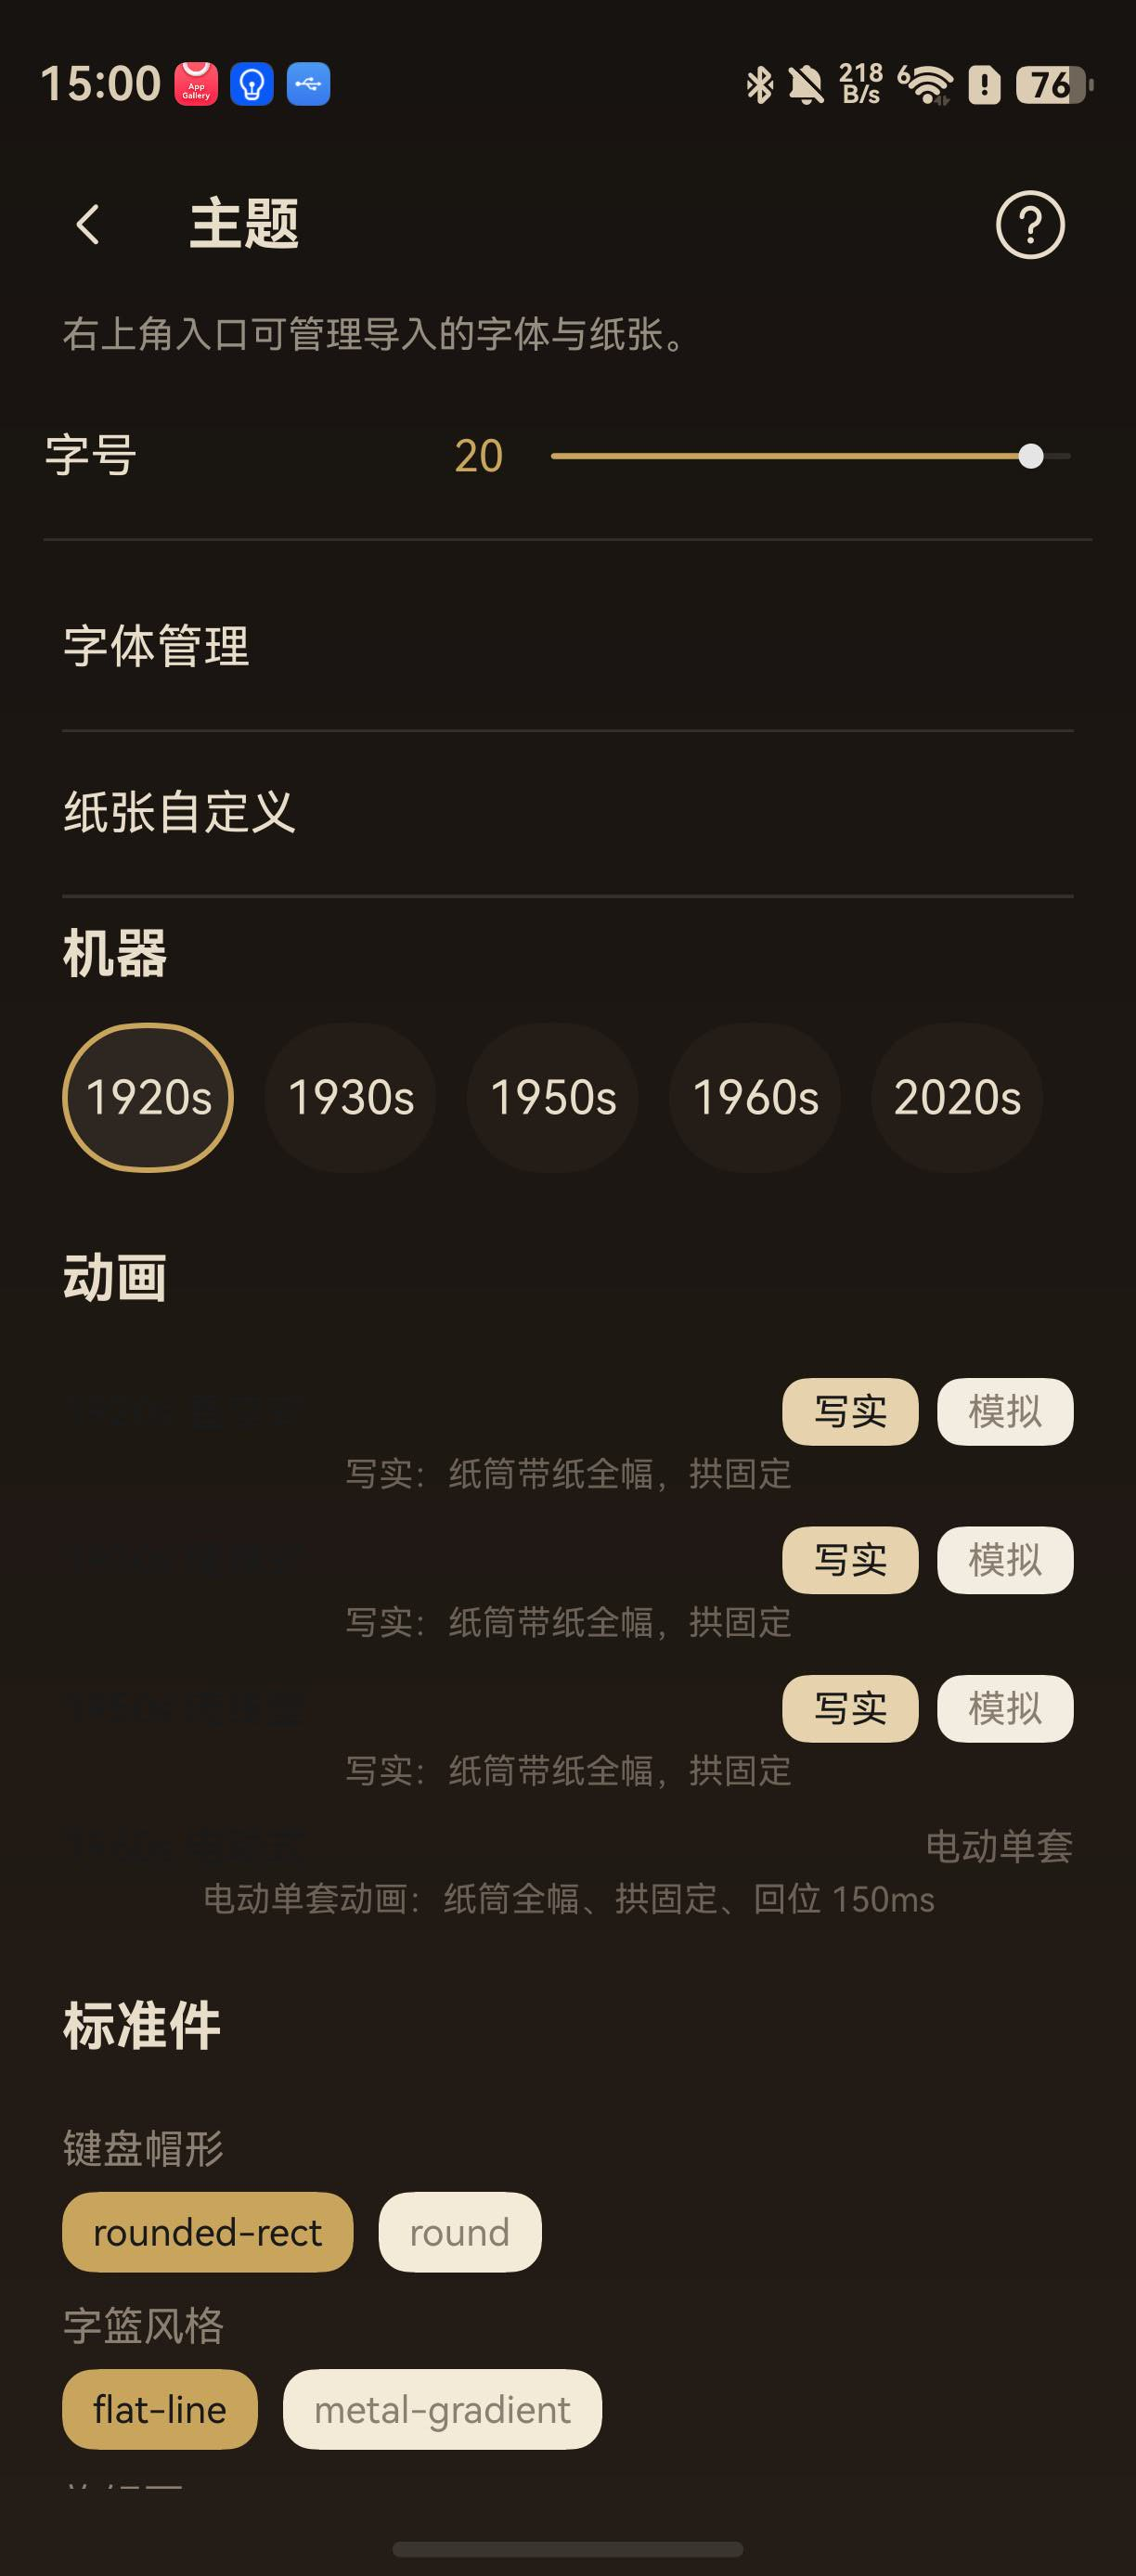 15:00
App
Gallery
218
B/s
6
76
主题
右上角入口可管理导入的字体与纸张。
字号 20
字体管理
纸张自定义
机器
1920s 1930s 1950s 1960s 2020s
动画
写实 模拟
写实：纸筒带纸全幅，拱固定
写实 模拟
写实：纸筒带纸全幅，拱固定
写实 模拟
写实：纸筒带纸全幅，拱固定
电动单套
电动单套动画：纸筒全幅、拱固定、回位 150ms
标准件
键盘帽形
rounded-rect round
字篮风格
flat-line metal-gradient